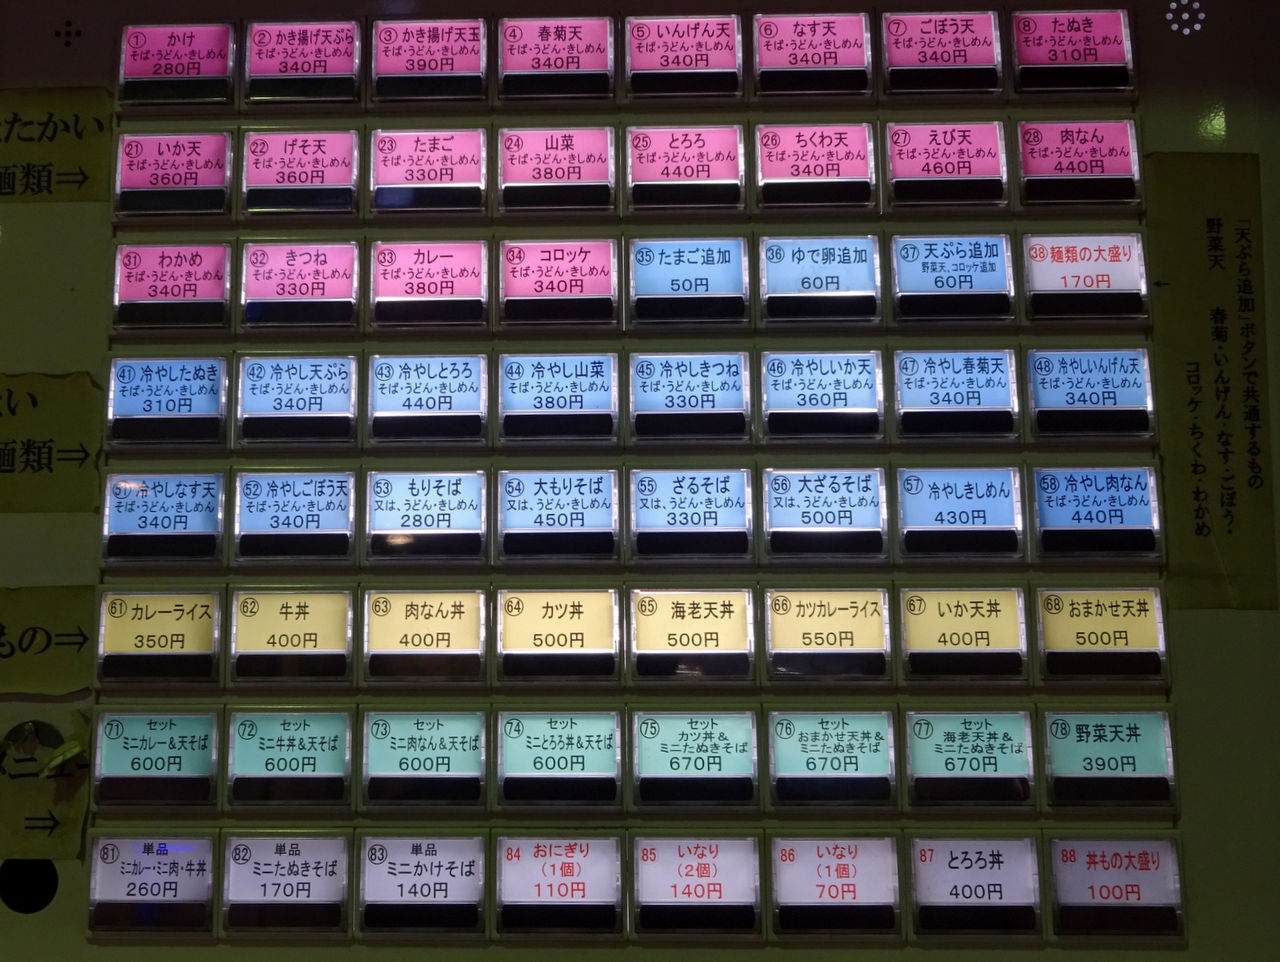 ① かけ
そば・うどん・きしめん
280円
② かき揚げ天ぷら
そば・うどん・きしめん
340円
③ かき揚げ天玉
そば・うどん・きしめん
390円
④ 春菊天
そば・うどん・きしめん
340円
⑤ いんげん天
そば・うどん・きしめん
340円
⑥ なす天
そば・うどん・きしめん
340円
⑦ ごぼう天
そば・うどん・きしめん
340円
⑧ たぬき
そば・うどん・きしめん
310円
たたかい
麺類⇒
㉑ いか天
そば・うどん・きしめん
360円
㉒ げそ天
そば・うどん・きしめん
360円
㉓ たまご
そば・うどん・きしめん
330円
㉔ 山菜
そば・うどん・きしめん
380円
㉕ とろろ
そば・うどん・きしめん
440円
㉖ ちくわ天
そば・うどん・きしめん
340円
㉗ えび天
そば・うどん・きしめん
460円
㉘ 肉なん
そば・うどん・きしめん
440円
㉛ わかめ
そば・うどん・きしめん
340円
㉜ きつね
そば・うどん・きしめん
330円
㉝ カレー
そば・うどん・きしめん
380円
㉞ コロッケ
そば・うどん・きしめん
340円
㉟ たまご追加
50円
㊱ ゆで卵追加
60円
㊲ 天ぷら追加
野菜天、コロッケ追加
60円
㊳ 麺類の大盛り
170円
←
「天ぷら追加」ボタンで共通するもの
野菜天 春菊・いんげん・なす・ごぼう・
コロッケ・ちくわ・わかめ
い
麺類⇒
㊶ 冷やしたぬき
そば・うどん・きしめん
310円
㊷ 冷やし天ぷら
そば・うどん・きしめん
340円
㊸ 冷やしとろろ
そば・うどん・きしめん
440円
㊹ 冷やし山菜
そば・うどん・きしめん
380円
㊺ 冷やしきつね
そば・うどん・きしめん
330円
㊻ 冷やしいか天
そば・うどん・きしめん
360円
㊼ 冷やし春菊天
そば・うどん・きしめん
340円
㊽ 冷やしいんげん天
そば・うどん・きしめん
340円
51 冷やしなす天
そば・うどん・きしめん
340円
52 冷やしごぼう天
そば・うどん・きしめん
340円
53 もりそば
又は、うどん・きしめん
280円
54 大もりそば
又は、うどん・きしめん
450円
55 ざるそば
又は、うどん・きしめん
330円
56 大ざるそば
又は、うどん・きしめん
500円
57 冷やしきしめん
430円
58 冷やし肉なん
そば・うどん・きしめん
440円
もの⇒
61 カレーライス
350円
62 牛丼
400円
63 肉なん丼
400円
64 カツ丼
500円
65 海老天丼
500円
66 カツカレーライス
550円
67 いか天丼
400円
68 おまかせ天丼
500円
メニュー
⇒
71 セット
ミニカレー&天そば
600円
72 セット
ミニ牛丼&天そば
600円
73 セット
ミニ肉なん&天そば
600円
74 セット
ミニとろろ丼&天そば
600円
75 セット
カツ丼&
ミニたぬきそば
670円
76 セット
おまかせ天丼&
ミニたぬきそば
670円
77 セット
海老天丼&
ミニたぬきそば
670円
78 野菜天丼
390円
81 単品
ミニカレー・ミニ肉・牛丼
260円
82 単品
ミニたぬきそば
170円
83 単品
ミニかけそば
140円
84 おにぎり
(1個)
110円
85 いなり
(2個)
140円
86 いなり
(1個)
70円
87 とろろ丼
400円
88 丼もの大盛り
100円